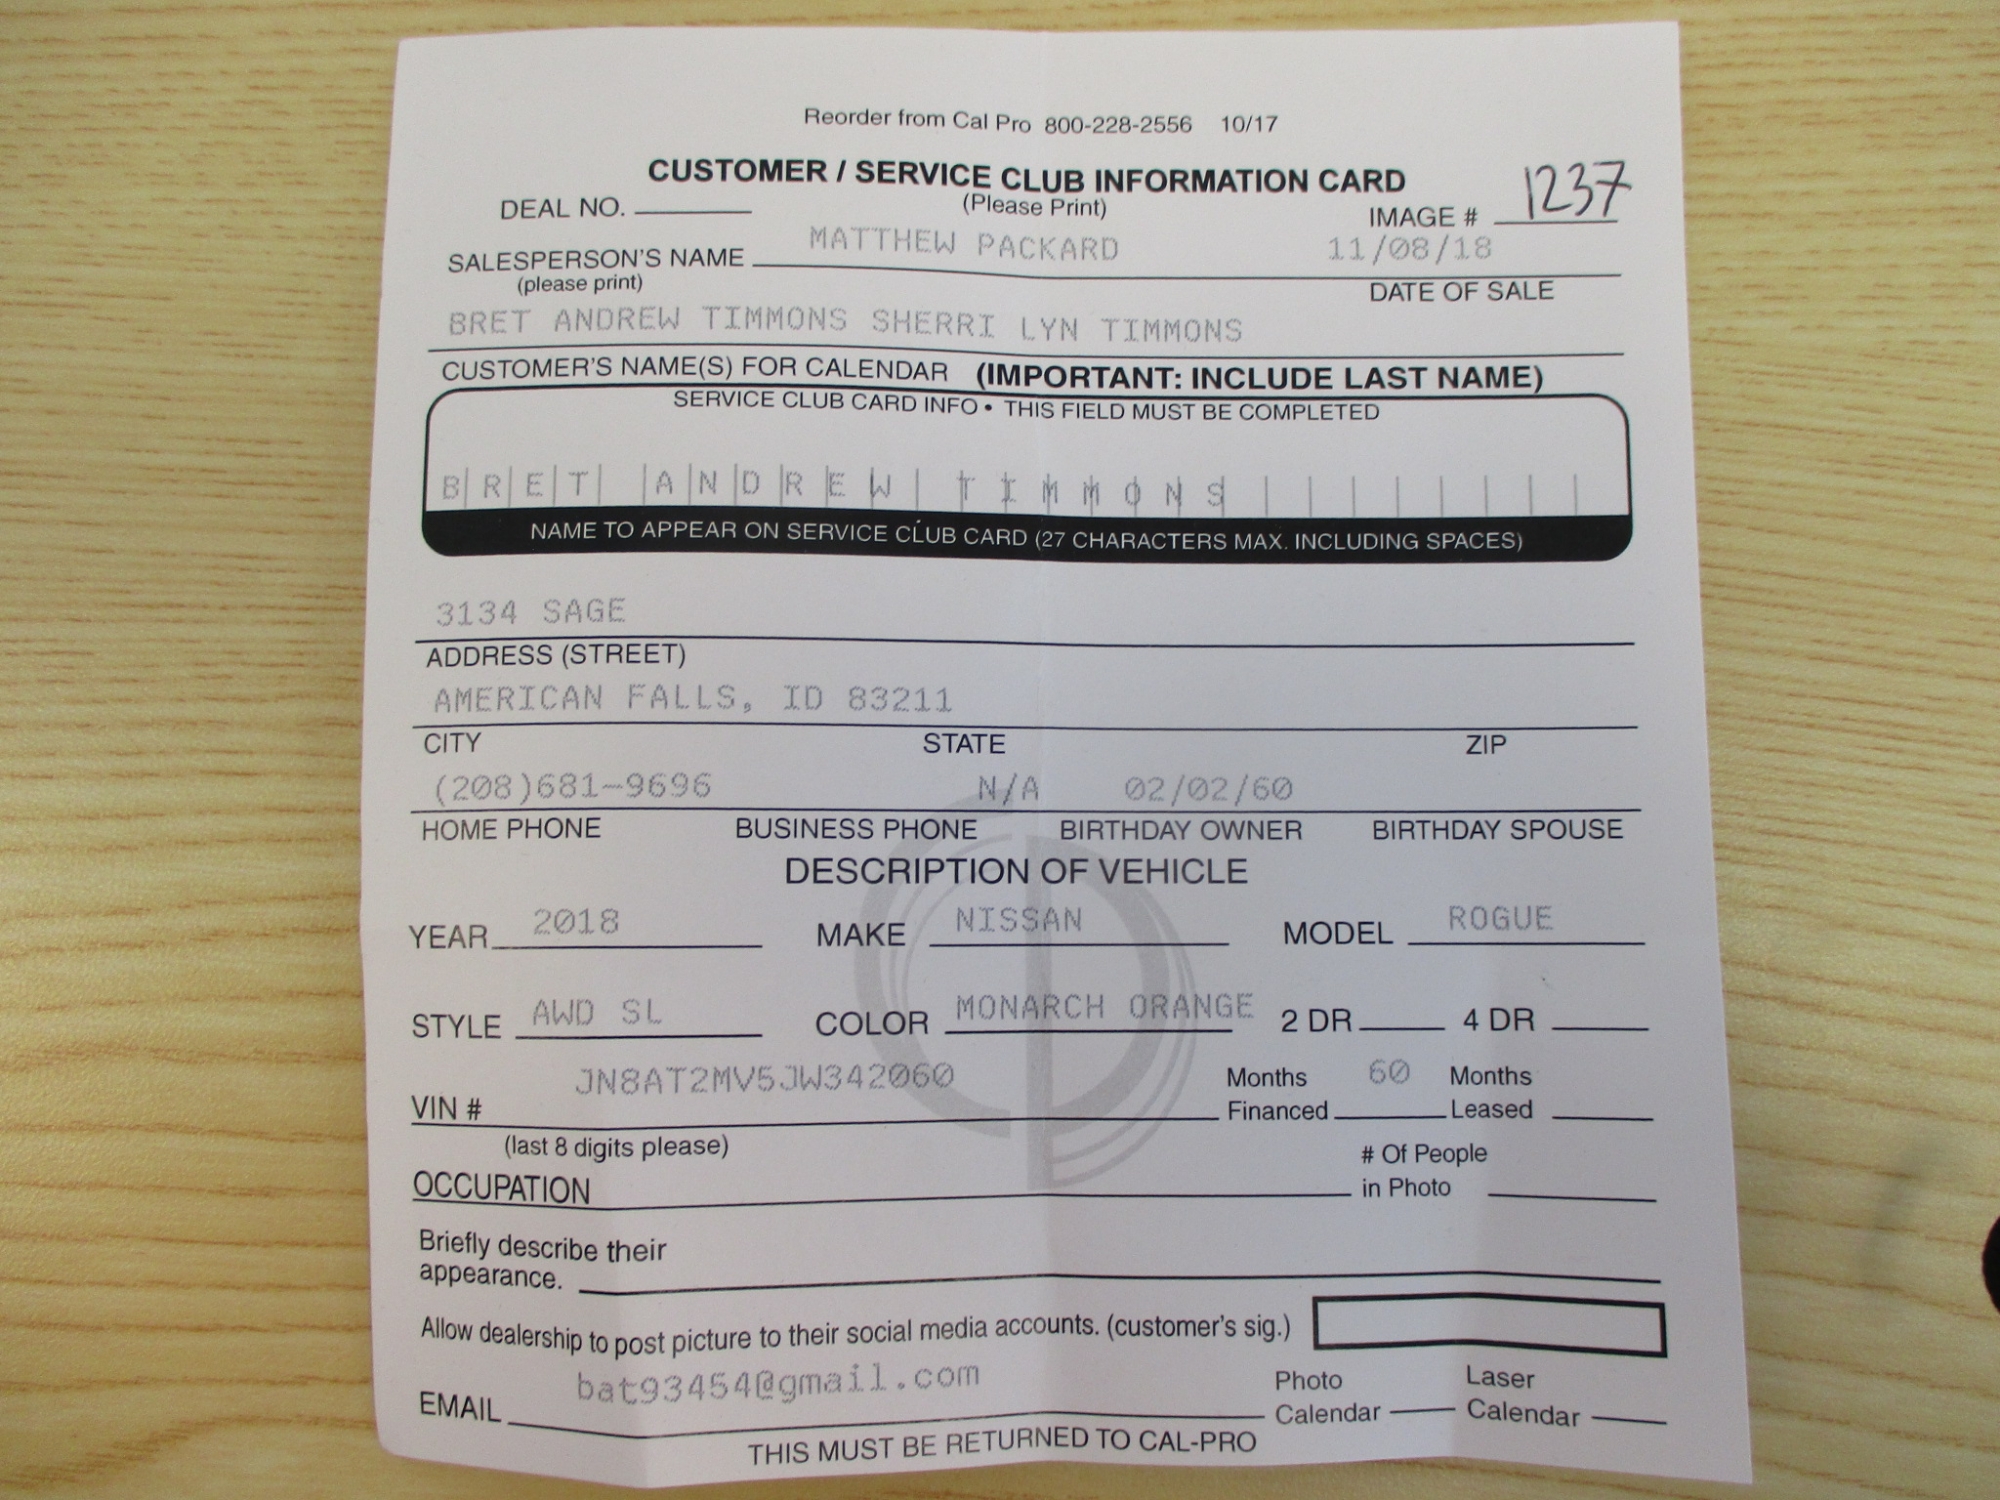 Reorder from Cal Pro 800-228-2556 10/17
CUSTOMER / SERVICE CLUB INFORMATION CARD
DEAL NO. (Please Print) IMAGE # 1237
SALESPERSON'S NAME MATTHEW PACKARD 11/08/18
(please print) DATE OF SALE
BRET ANDREW TIMMONS SHERRI LYN TIMMONS
CUSTOMER'S NAME(S) FOR CALENDAR (IMPORTANT: INCLUDE LAST NAME)
SERVICE CLUB CARD INFO • THIS FIELD MUST BE COMPLETED
BRET ANDREW TIMMONS
NAME TO APPEAR ON SERVICE CLUB CARD (27 CHARACTERS MAX. INCLUDING SPACES)
3134 SAGE
ADDRESS (STREET)
AMERICAN FALLS, ID 83211
CITY STATE ZIP
(208)681-9696 N/A 02/02/60
HOME PHONE BUSINESS PHONE BIRTHDAY OWNER BIRTHDAY SPOUSE
DESCRIPTION OF VEHICLE
YEAR 2018 MAKE NISSAN MODEL ROGUE
STYLE AWD SL COLOR MONARCH ORANGE 2 DR 4 DR
JN8AT2MV5JW342060 Months 60 Months
VIN # Financed Leased
(last 8 digits please) # Of People
OCCUPATION in Photo
Briefly describe their
appearance.
Allow dealership to post picture to their social media accounts. (customer's sig.)
bat93454@gmail.com Photo Laser
EMAIL Calendar Calendar
THIS MUST BE RETURNED TO CAL-PRO